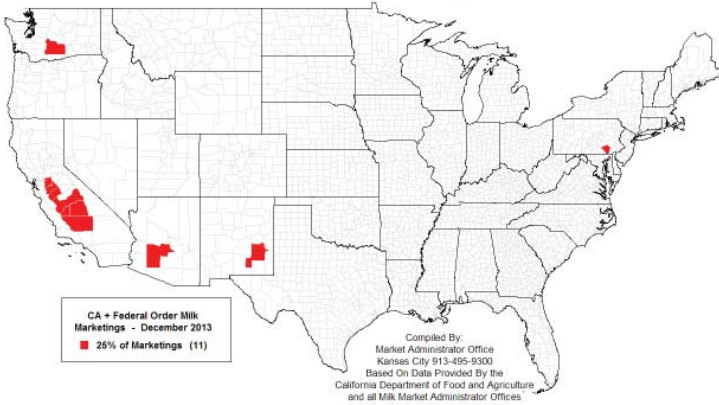 CA + Federal Order Milk
Marketings - December 2013
25% of Marketings (11)
Compiled By:
Market Administrator Office
Kansas City 913-495-9300
Based On Data Provided By the
California Department of Food and Agriculture
and all Milk Market Administrator Offices